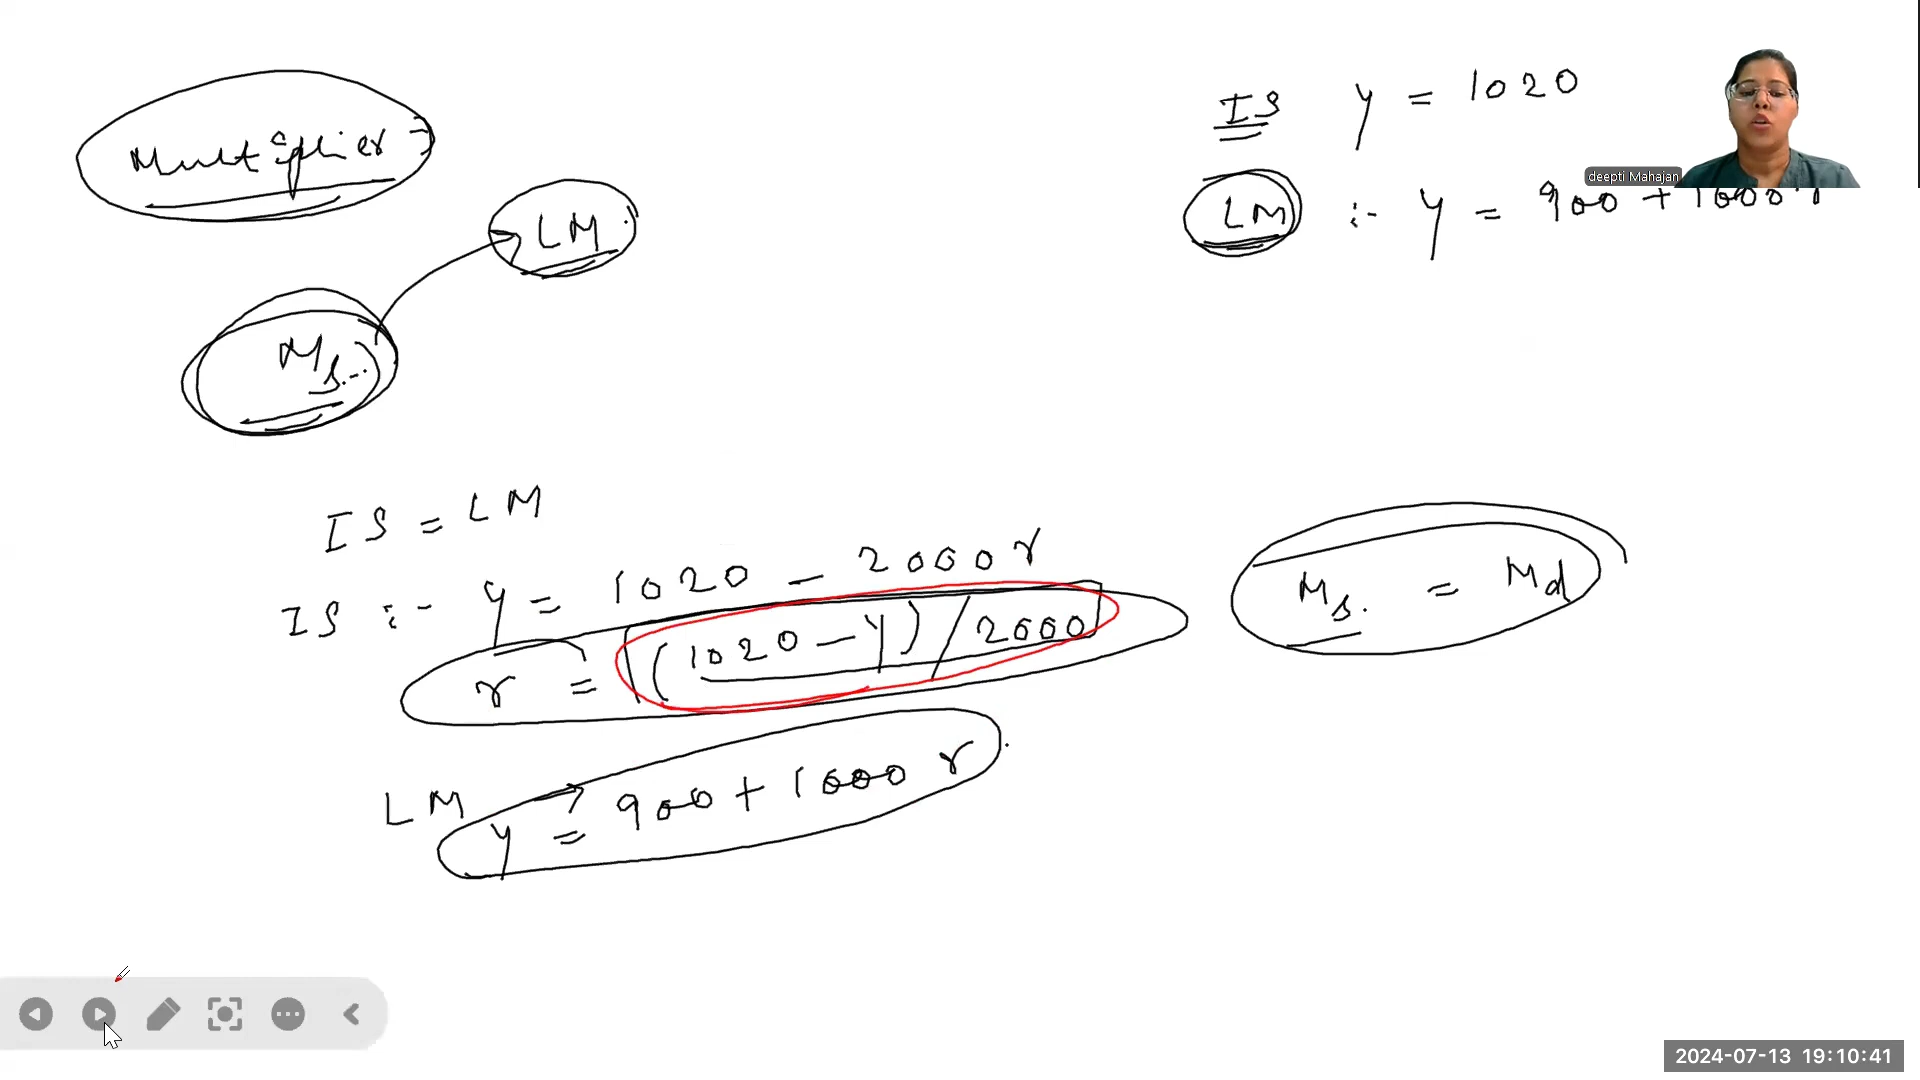 Multiplier
IS y = 1020
deepti Mahajan
LM :- y = 900 + 1000 r
LM
Ms
IS = LM
IS :- y = 1020 - 2000 r
r = (1020 - y) / 2000
Ms. = Md
LM → y = 900 + 1000 r
2024-07-13 19:10:41